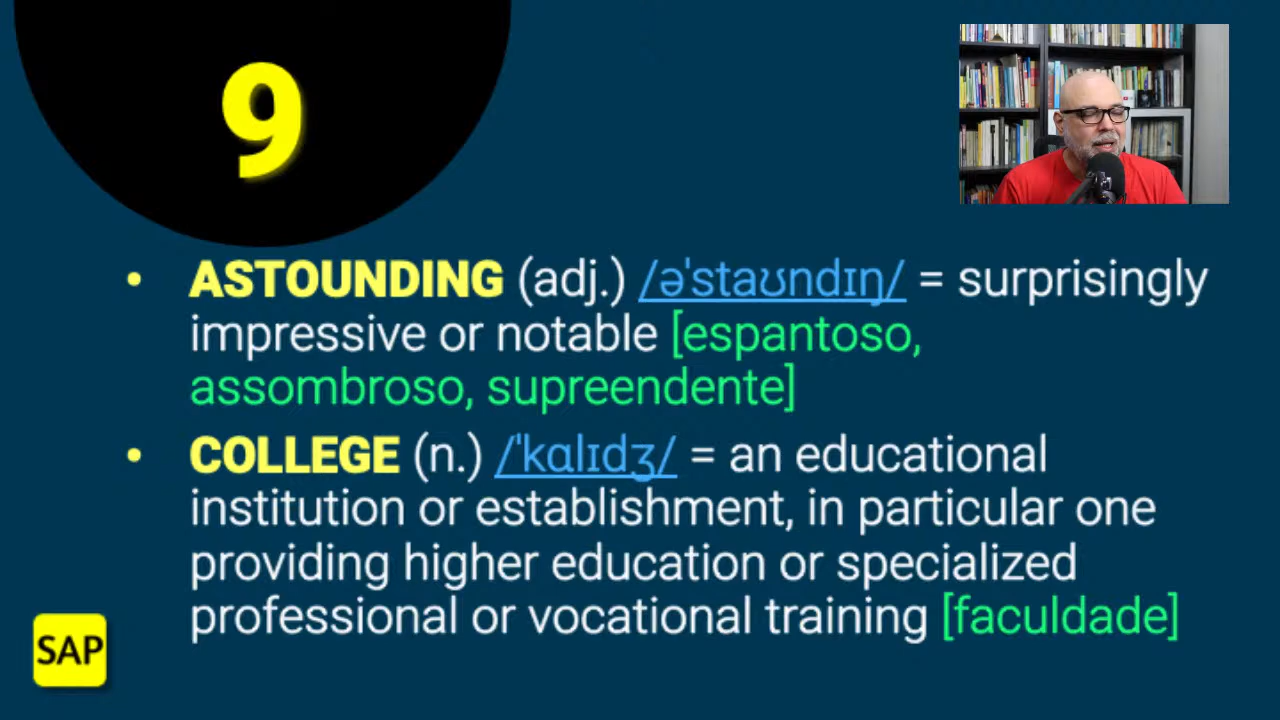 9
• ASTOUNDING (adj.) /əˈstaʊndɪŋ/ = surprisingly
impressive or notable [espantoso,
assombroso, supreendente]
• COLLEGE (n.) /ˈkɑlɪdʒ/ = an educational
institution or establishment, in particular one
providing higher education or specialized
professional or vocational training [faculdade]
SAP